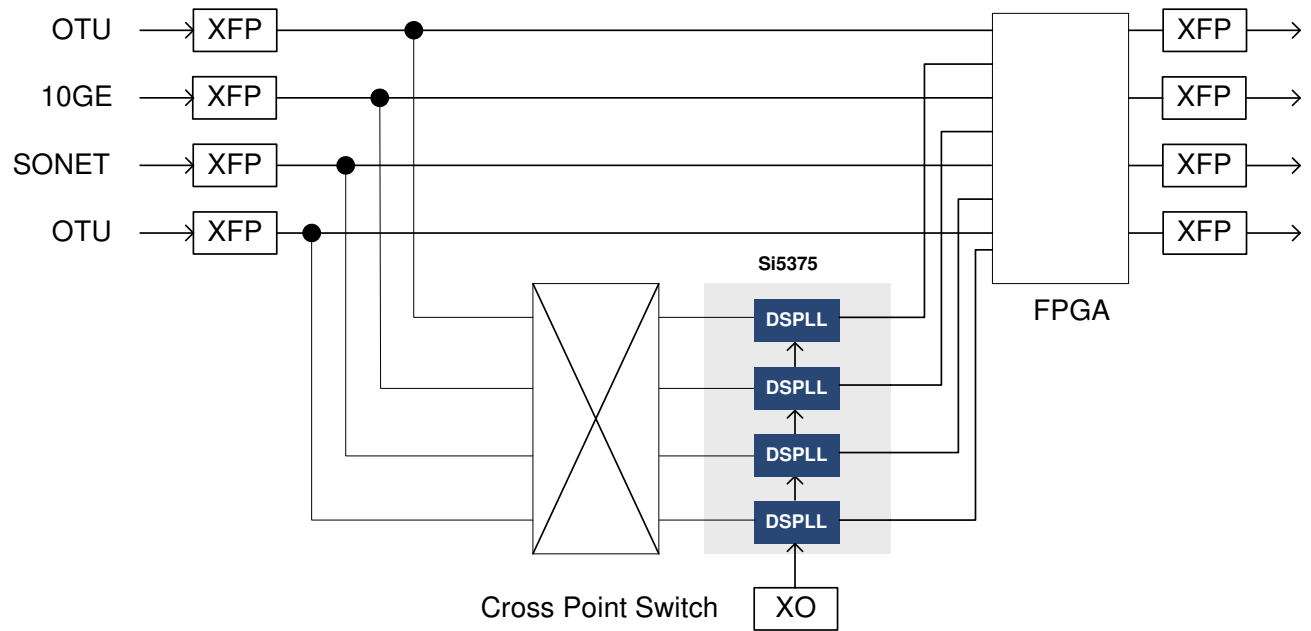 OTU
XFP
XFP
10GE
XFP
XFP
SONET
XFP
XFP
OTU
XFP
XFP
Si5375
FPGA
DSPLL
DSPLL
DSPLL
DSPLL
Cross Point Switch
XO